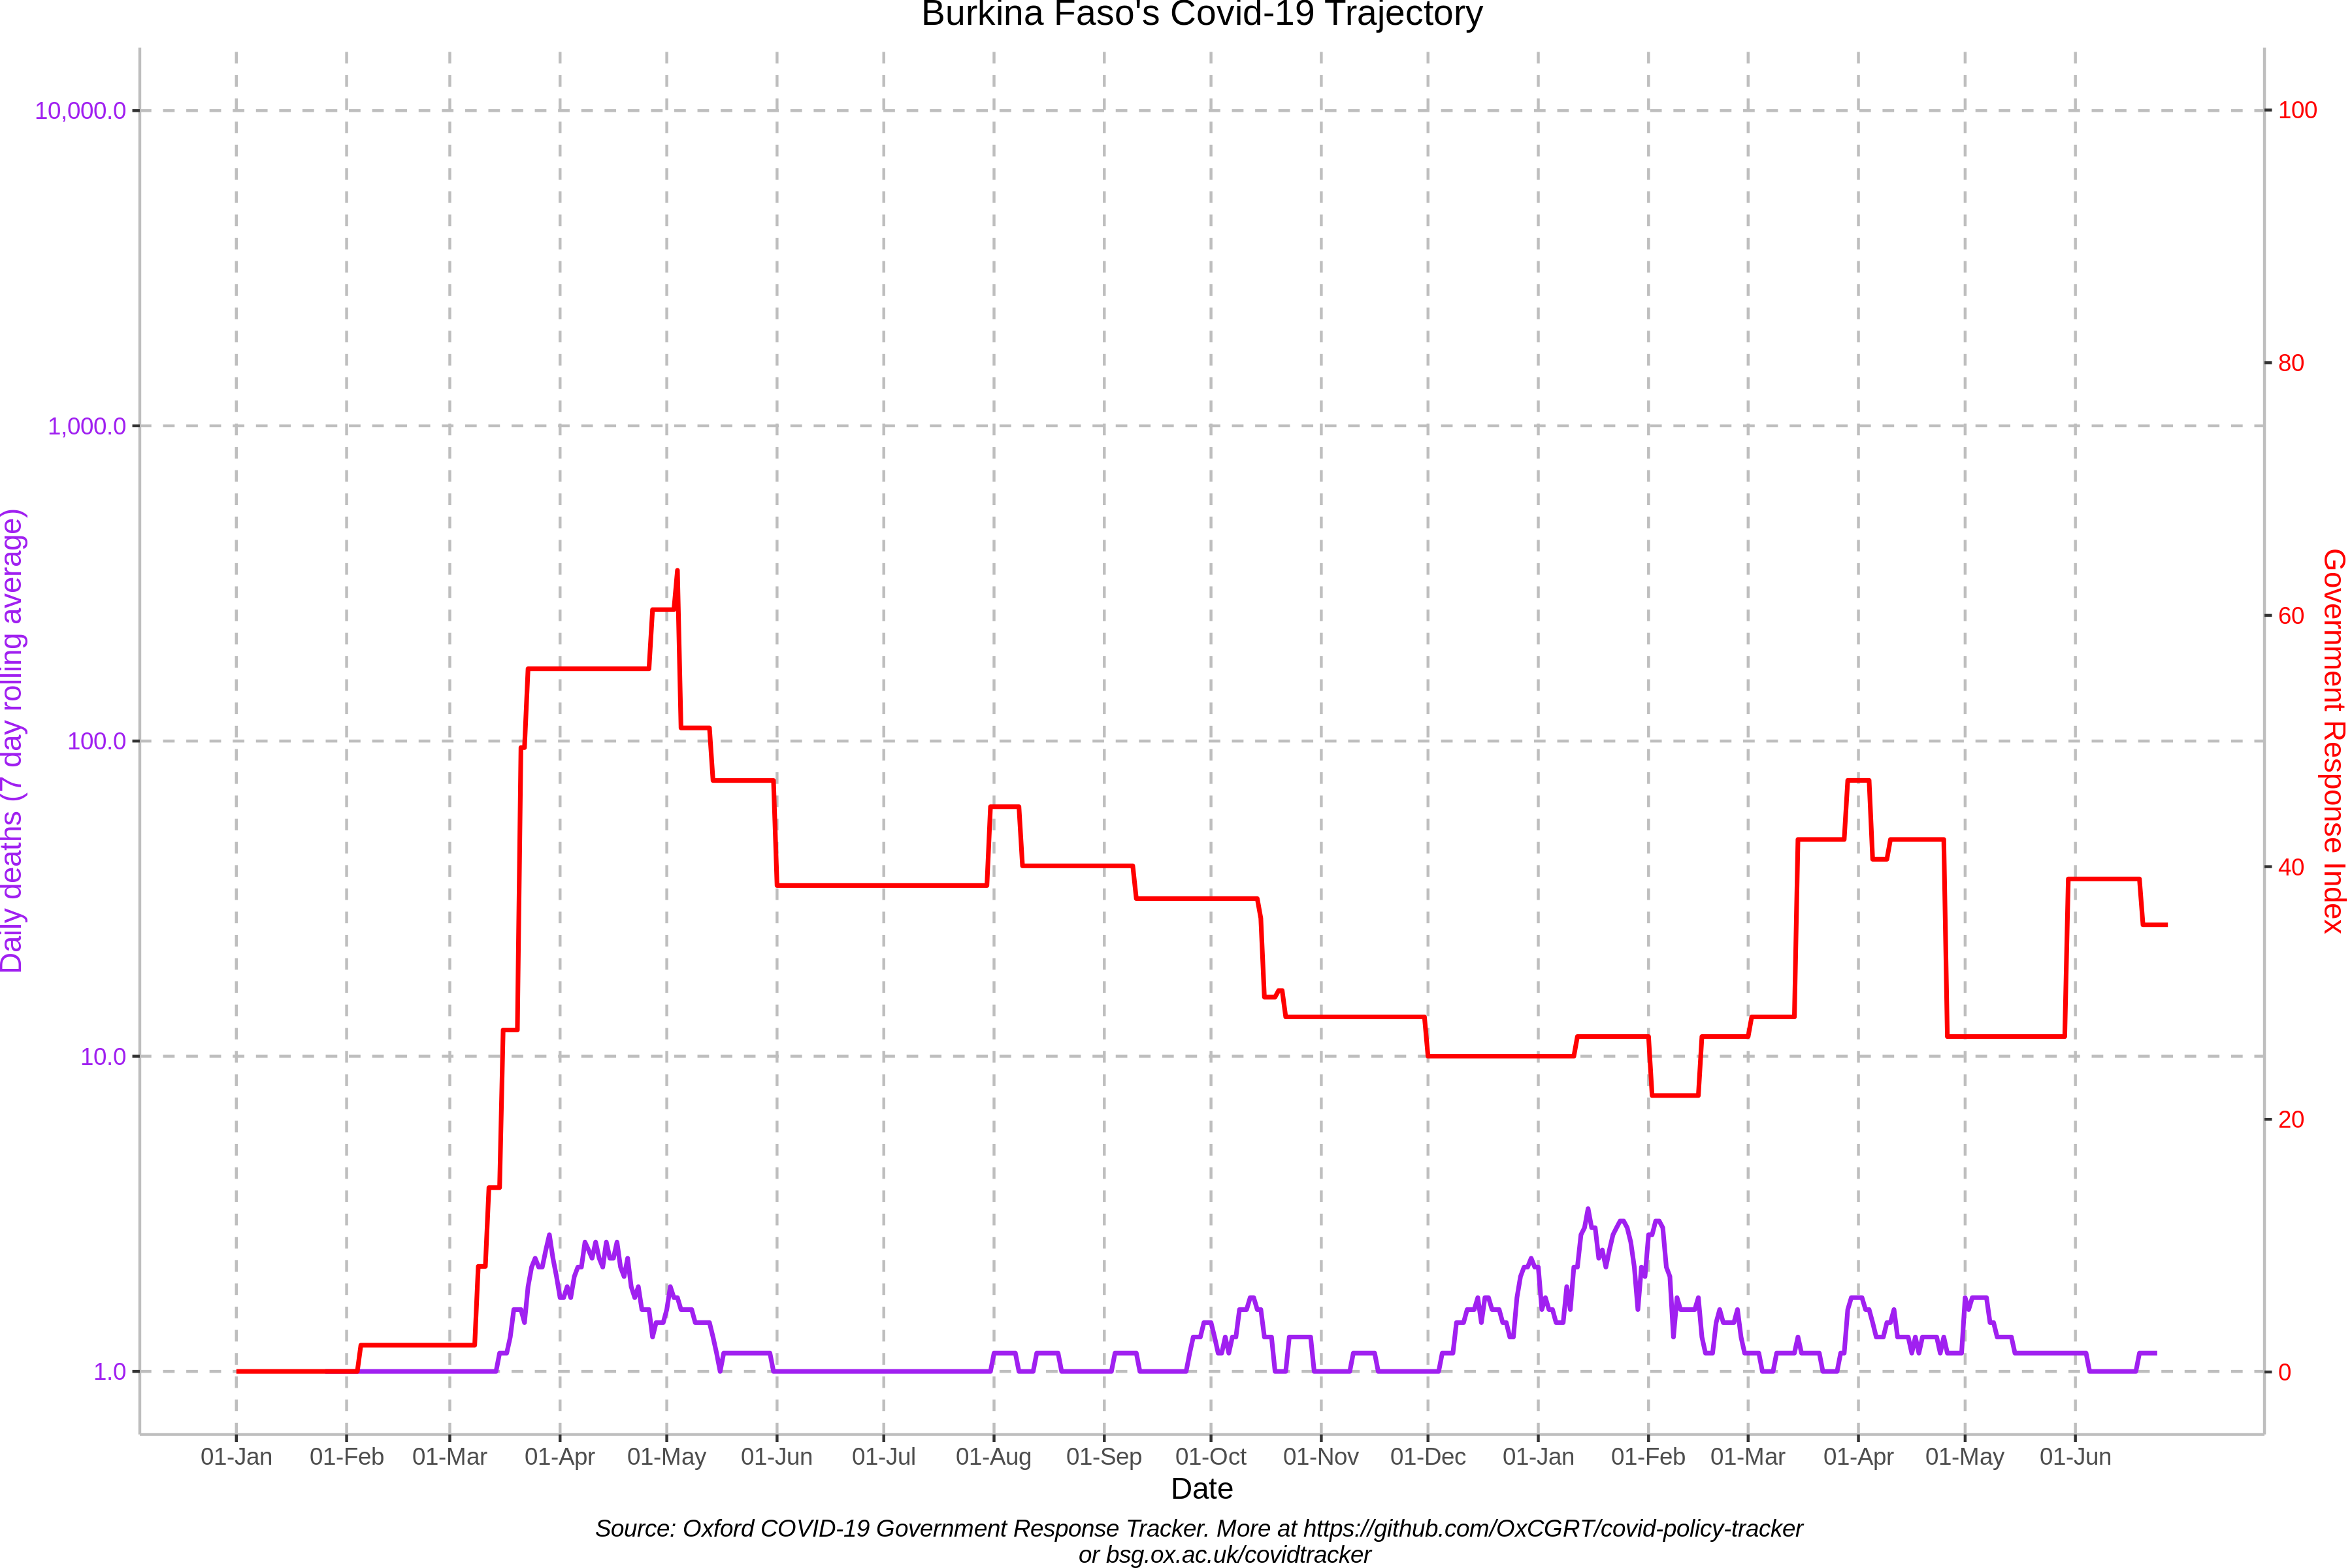 Burkina Faso's Covid-19 Trajectory
10,000.0
1,000.0
100.0
10.0
1.0
Daily deaths (7 day rolling average)
100
80
60
40
20
0
Government Response Index
01-Jan 01-Feb 01-Mar 01-Apr 01-May 01-Jun 01-Jul 01-Aug 01-Sep 01-Oct 01-Nov 01-Dec 01-Jan 01-Feb 01-Mar 01-Apr 01-May 01-Jun
Date
Source: Oxford COVID-19 Government Response Tracker. More at https://github.com/OxCGRT/covid-policy-tracker
or bsg.ox.ac.uk/covidtracker